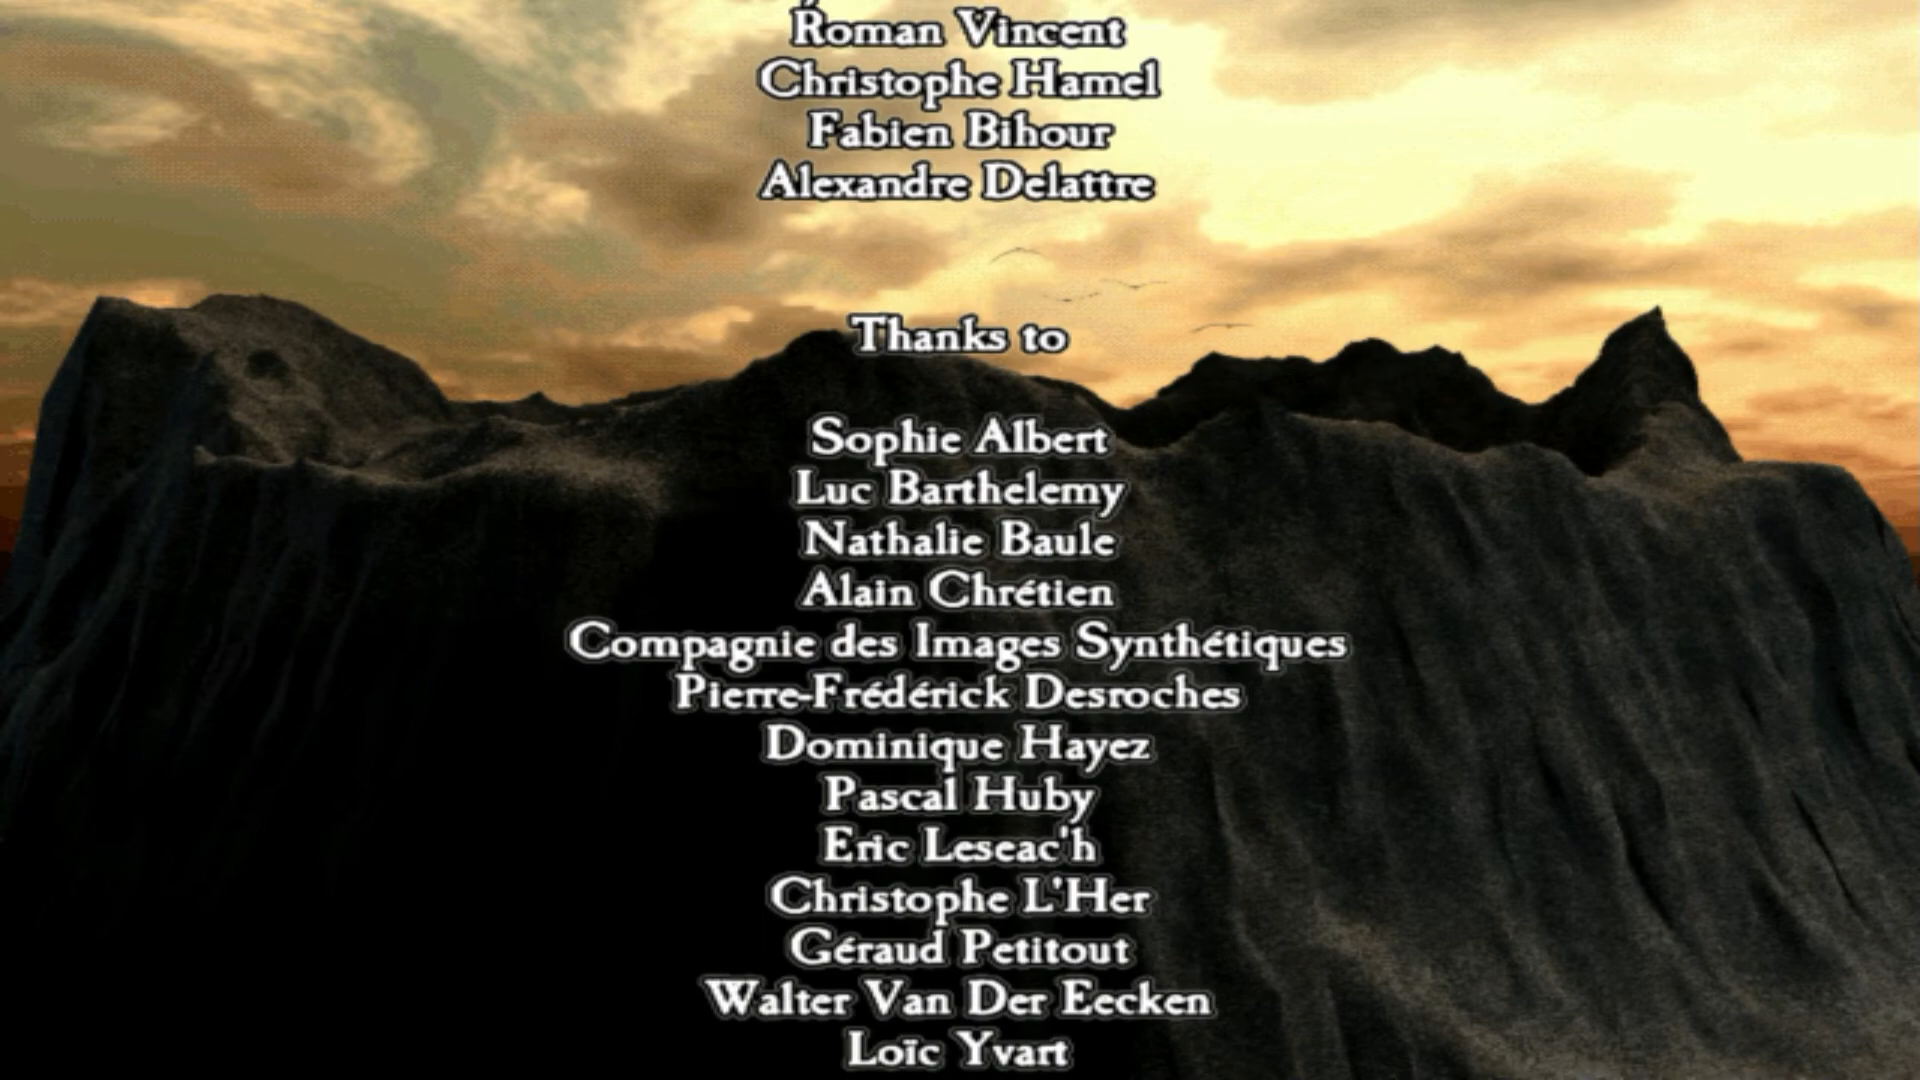 Roman Vincent
Christophe Hamel
Fabien Bihour
Alexandre Delattre
Thanks to
Sophie Albert
Luc Barthelemy
Nathalie Baule
Alain Chrétien
Compagnie des Images Synthétiques
Pierre-Frédérick Desroches
Dominique Hayez
Pascal Huby
Eric Leseac'h
Christophe L'Her
Géraud Petitout
Walter Van Der Eecken
Loïc Yvart